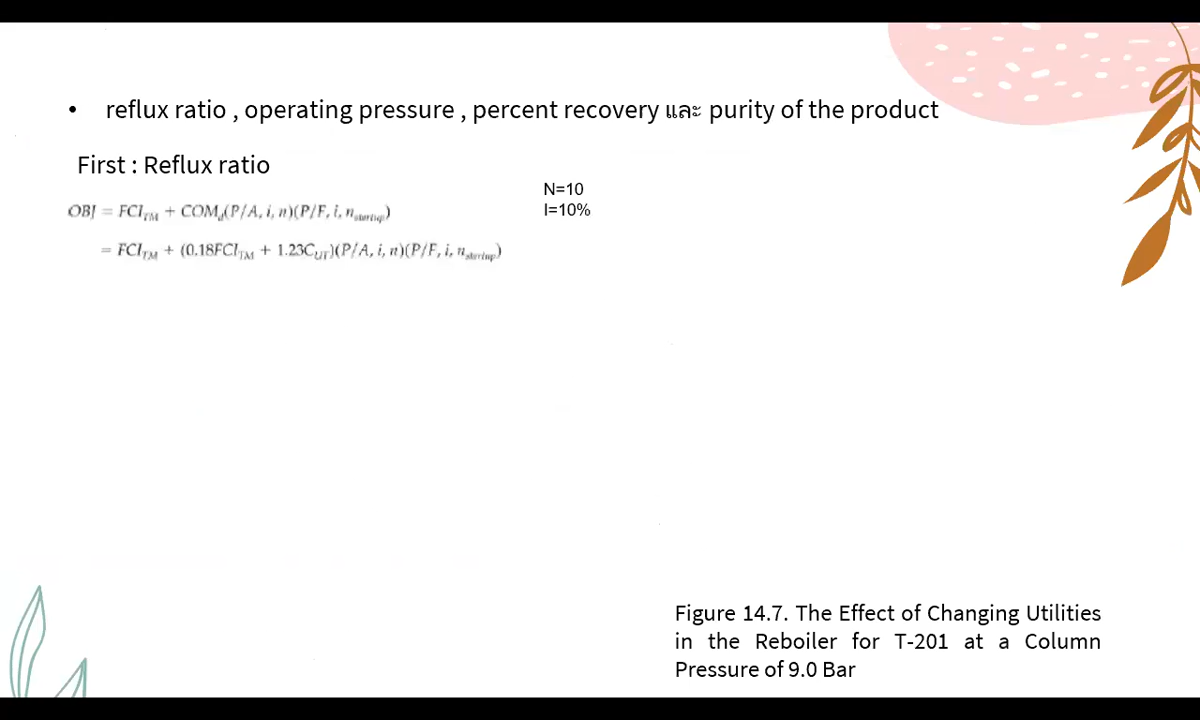 • reflux ratio , operating pressure , percent recovery และ purity of the product
First : Reflux ratio
N=10
I=10%
OBJ = FCI_TM + COM_d(P/A, i, n)(P/F, i, n_startup)
= FCI_TM + (0.18FCI_TM + 1.23C_UT)(P/A, i, n)(P/F, i, n_startup)
Figure 14.7. The Effect of Changing Utilities
in the Reboiler for T-201 at a Column
Pressure of 9.0 Bar